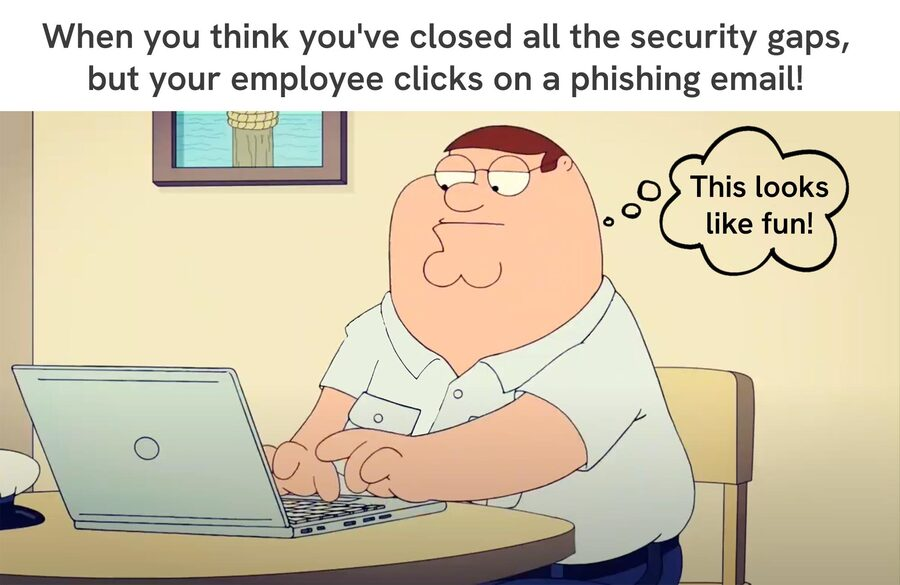 When you think you've closed all the security gaps,
but your employee clicks on a phishing email!
This looks
like fun!